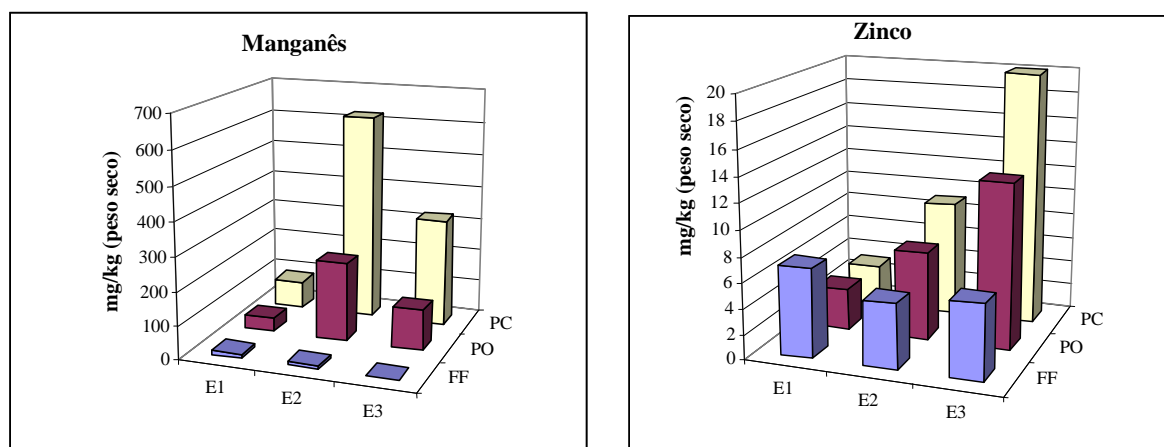 Manganês
700
600
500
400
300
200
100
0
mg/kg (peso seco)
E1
E2
E3
FF
PO
PC
Zinco
20
18
16
14
12
10
8
6
4
2
0
mg/kg (peso seco)
E1
E2
E3
FF
PO
PC